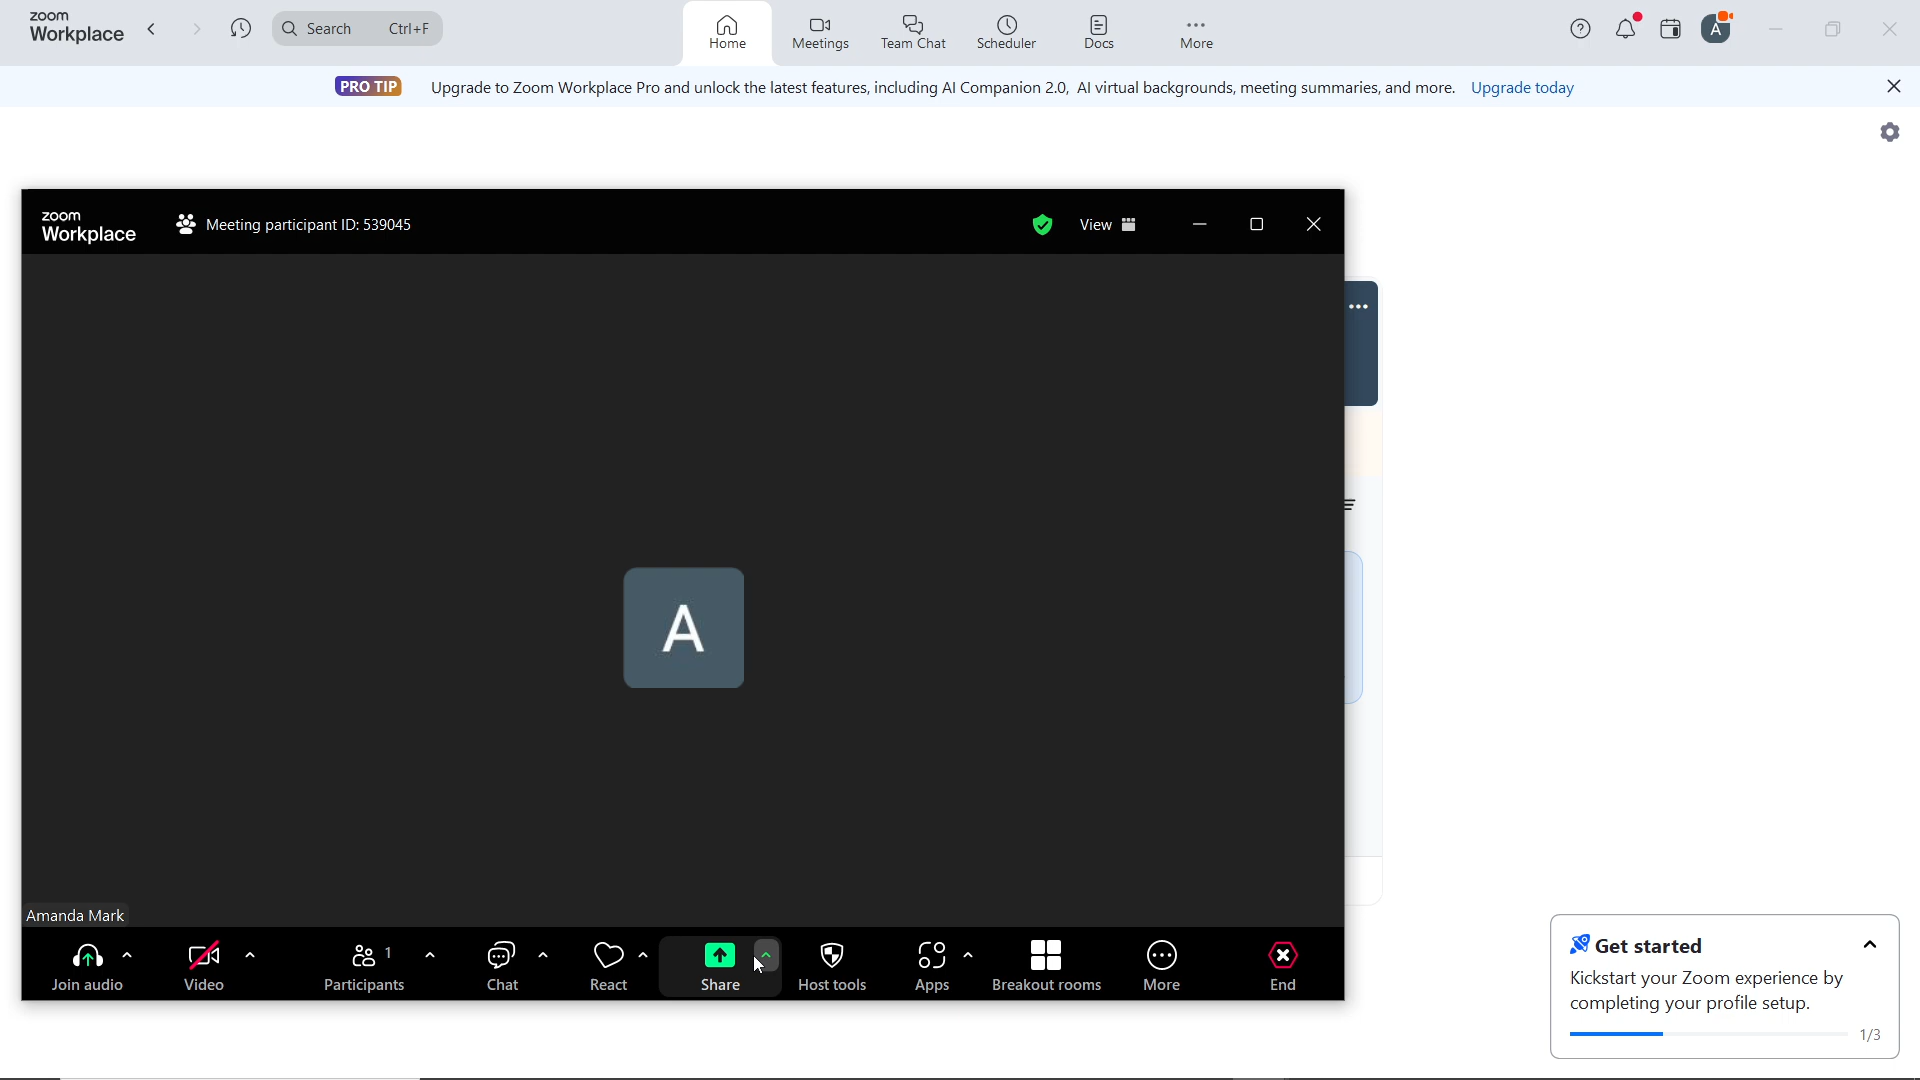 zoom
Workplace
Search Ctrl+F
Home
Meetings
Team Chat
Scheduler
Docs
More
A
PRO TIP Upgrade to Zoom Workplace Pro and unlock the latest features, including AI Companion 2.0, AI virtual backgrounds, meeting summaries, and more. Upgrade today
zoom
Workplace
Meeting participant ID: 539045
View
A
Amanda Mark
Join audio
Video
1
Participants
Chat
React
Share
Host tools
Apps
Breakout rooms
More
End
Get started
Kickstart your Zoom experience by
completing your profile setup.
1/3